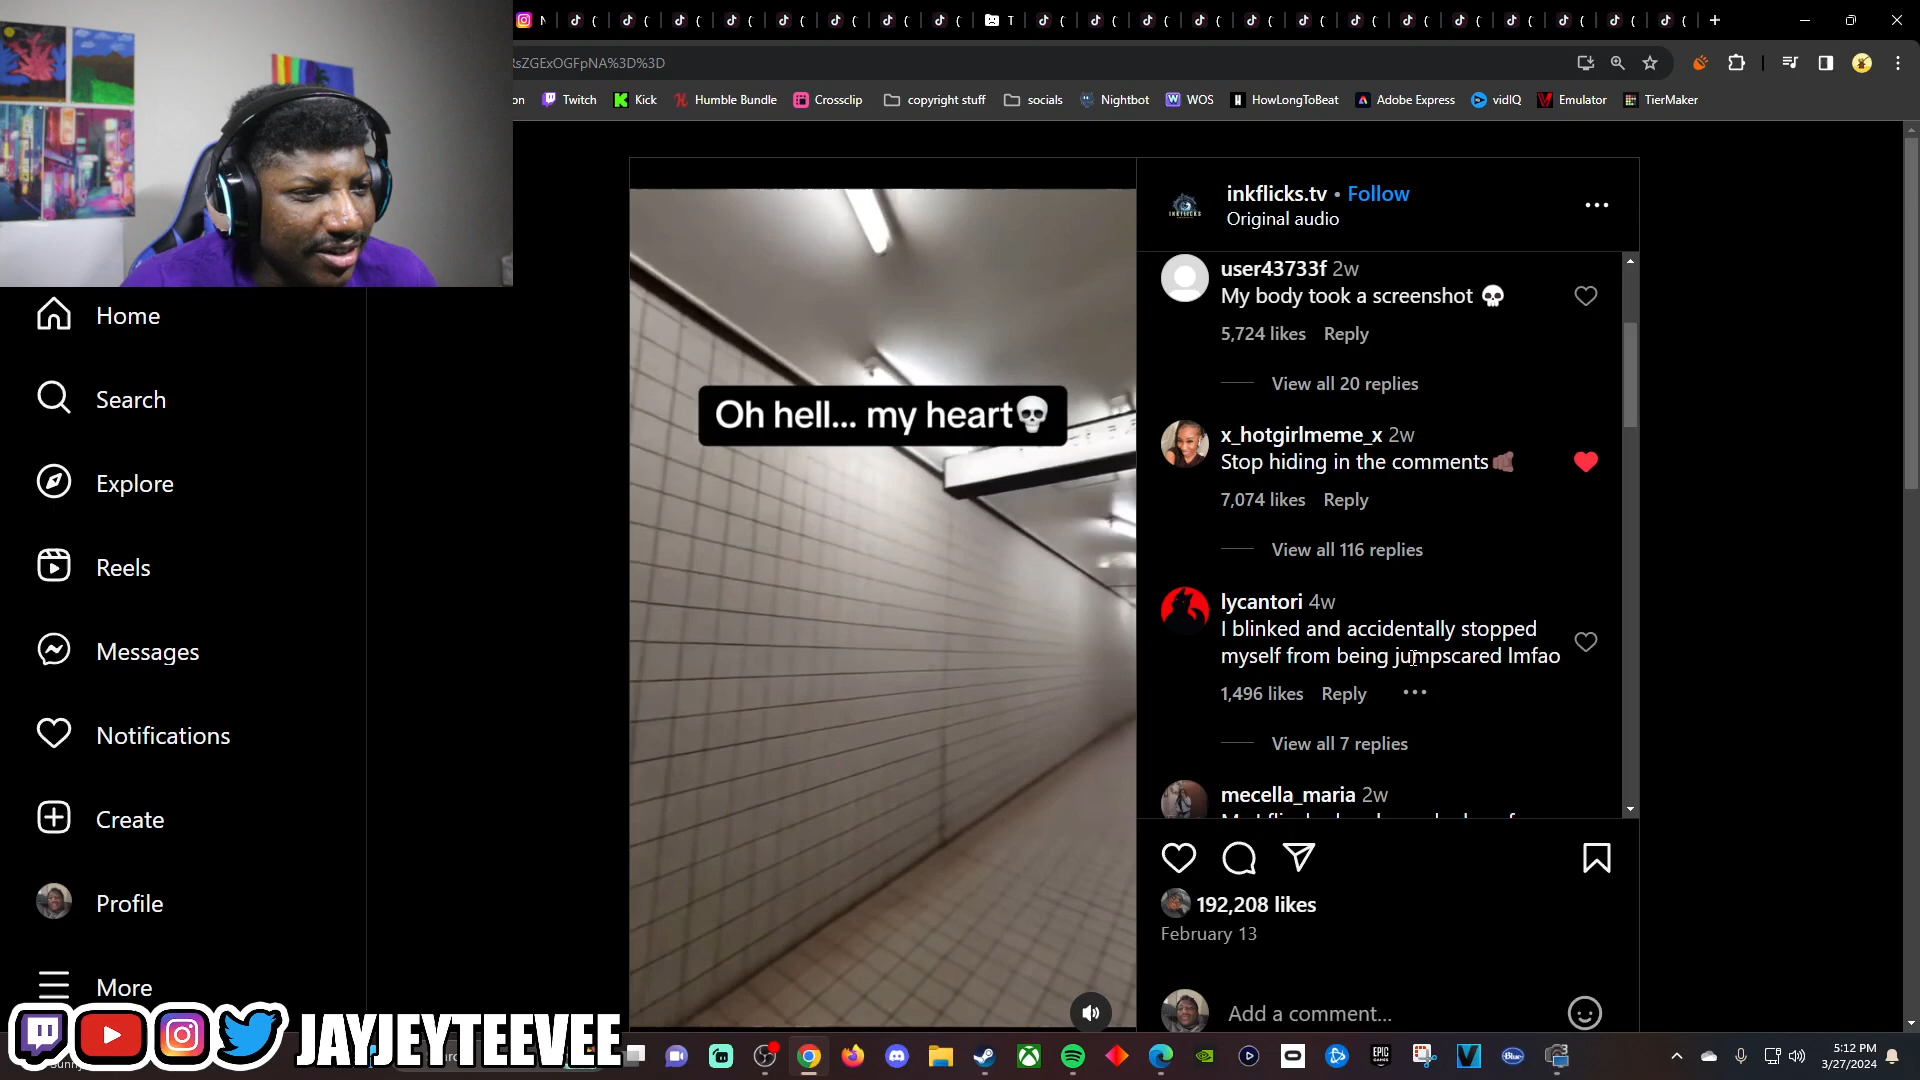 RsZGExOGFpNA%3D%3D
on
Twitch
Kick
Humble Bundle
Crossclip
copyright stuff
socials
Nightbot
WOS
HowLongToBeat
Adobe Express
vidIQ
Emulator
TierMaker
Home
Search
Explore
Reels
Messages
Notifications
Create
Profile
More
Oh hell... my heart💀
inkflicks.tv • Follow
Original audio
user43733f 2w
My body took a screenshot 💀
5,724 likes Reply
View all 20 replies
x_hotgirlmeme_x 2w
Stop hiding in the comments🫵🏾
7,074 likes Reply
View all 116 replies
lycantori 4w
I blinked and accidentally stopped
myself from being jumpscared lmfao
1,496 likes Reply
View all 7 replies
mecella_maria 2w
192,208 likes
February 13
Add a comment...
JAYJEYTEEVEE
5:12 PM
3/27/2024